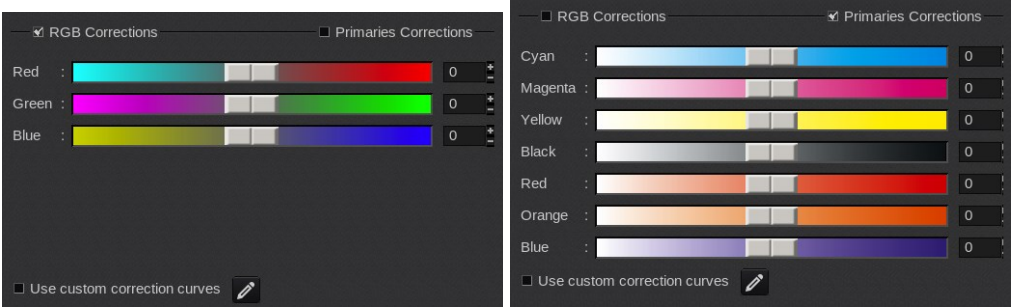 RGB Corrections Primaries Corrections
Red : 0
Green : 0
Blue : 0
Use custom correction curves
RGB Corrections Primaries Corrections
Cyan : 0
Magenta : 0
Yellow : 0
Black : 0
Red : 0
Orange : 0
Blue : 0
Use custom correction curves